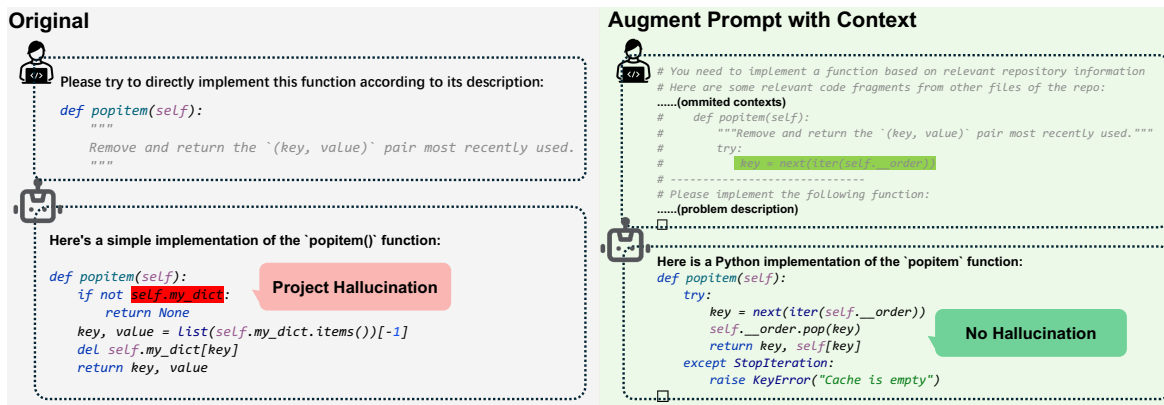 Original
Please try to directly implement this function according to its description:
def popitem(self):
"""
Remove and return the `(key, value)` pair most recently used.
"""
Here's a simple implementation of the `popitem()` function:
def popitem(self):
if not self.my_dict:
return None
key, value = list(self.my_dict.items())[-1]
del self.my_dict[key]
return key, value
Project Hallucination
Augment Prompt with Context
# You need to implement a function based on relevant repository information
# Here are some relevant code fragments from other files of the repo:
......(ommited contexts)
# def popitem(self):
# """Remove and return the `(key, value)` pair most recently used."""
# try:
# key = next(iter(self.__order))
# ------------------------------
# Please implement the following function:
......(problem description)
Here is a Python implementation of the `popitem` function:
def popitem(self):
try:
key = next(iter(self.__order))
self.__order.pop(key)
return key, self[key]
except StopIteration:
raise KeyError("Cache is empty")
No Hallucination